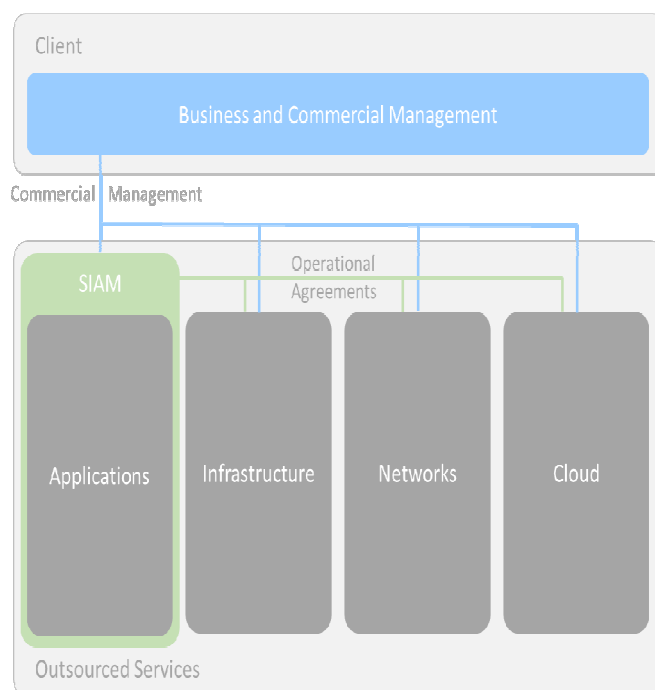 Client
Business and Commercial Management
Commercial Management
SIAM
Operational
Agreements
Applications
Infrastructure
Networks
Cloud
Outsourced Services